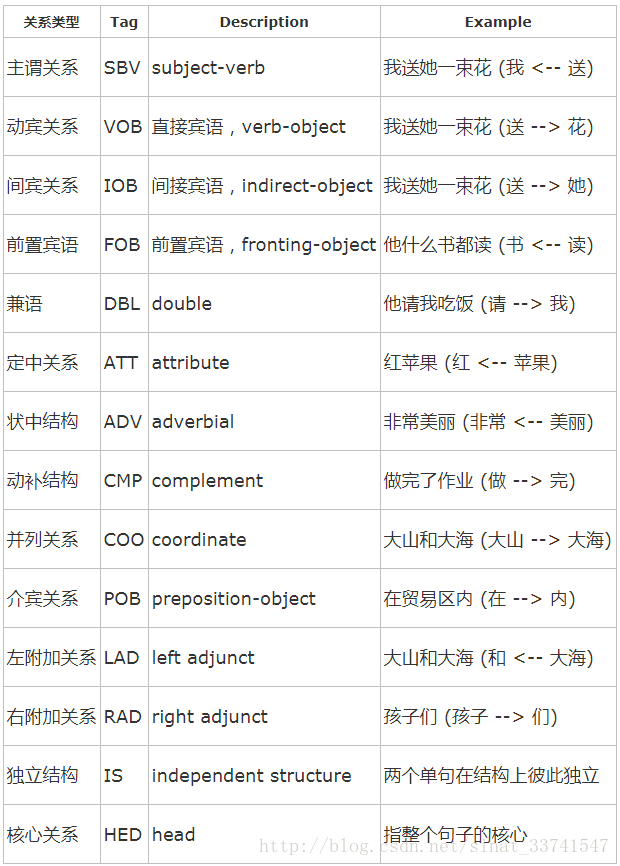 关系类型 Tag Description Example
主谓关系 SBV subject-verb 我送她一束花 (我 <-- 送)
动宾关系 VOB 直接宾语，verb-object 我送她一束花 (送 --> 花)
间宾关系 IOB 间接宾语，indirect-object 我送她一束花 (送 --> 她)
前置宾语 FOB 前置宾语，fronting-object 他什么书都读 (书 <-- 读)
兼语 DBL double 他请我吃饭 (请 --> 我)
定中关系 ATT attribute 红苹果 (红 <-- 苹果)
状中结构 ADV adverbial 非常美丽 (非常 <-- 美丽)
动补结构 CMP complement 做完了作业 (做 --> 完)
并列关系 COO coordinate 大山和大海 (大山 --> 大海)
介宾关系 POB preposition-object 在贸易区内 (在 --> 内)
左附加关系 LAD left adjunct 大山和大海 (和 <-- 大海)
右附加关系 RAD right adjunct 孩子们 (孩子 --> 们)
独立结构 IS independent structure 两个单句在结构上彼此独立
核心关系 HED head 指整个句子的核心
http://blog.csdn.net/sinat_33741547